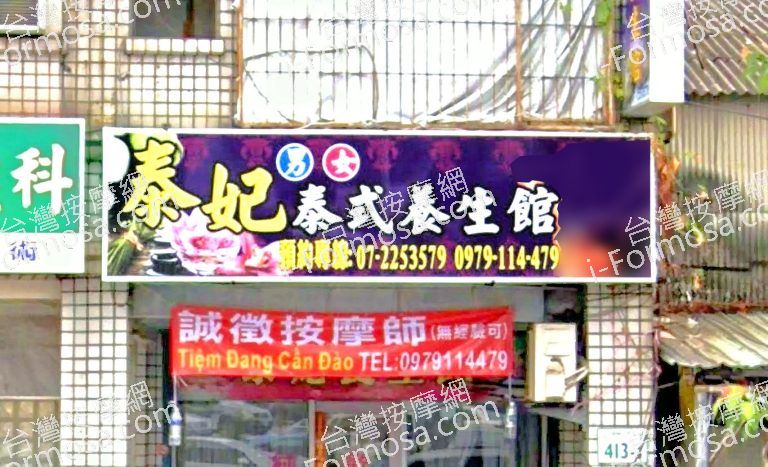 科
術
男 女
泰妃 泰式養生館
預約專線:07-2253579 0979-114-479
誠徵按摩師(無經驗可)
Tiệm Đang Cần Đào TEL:0979114479
413-
台灣按摩網
i-Formosa.com